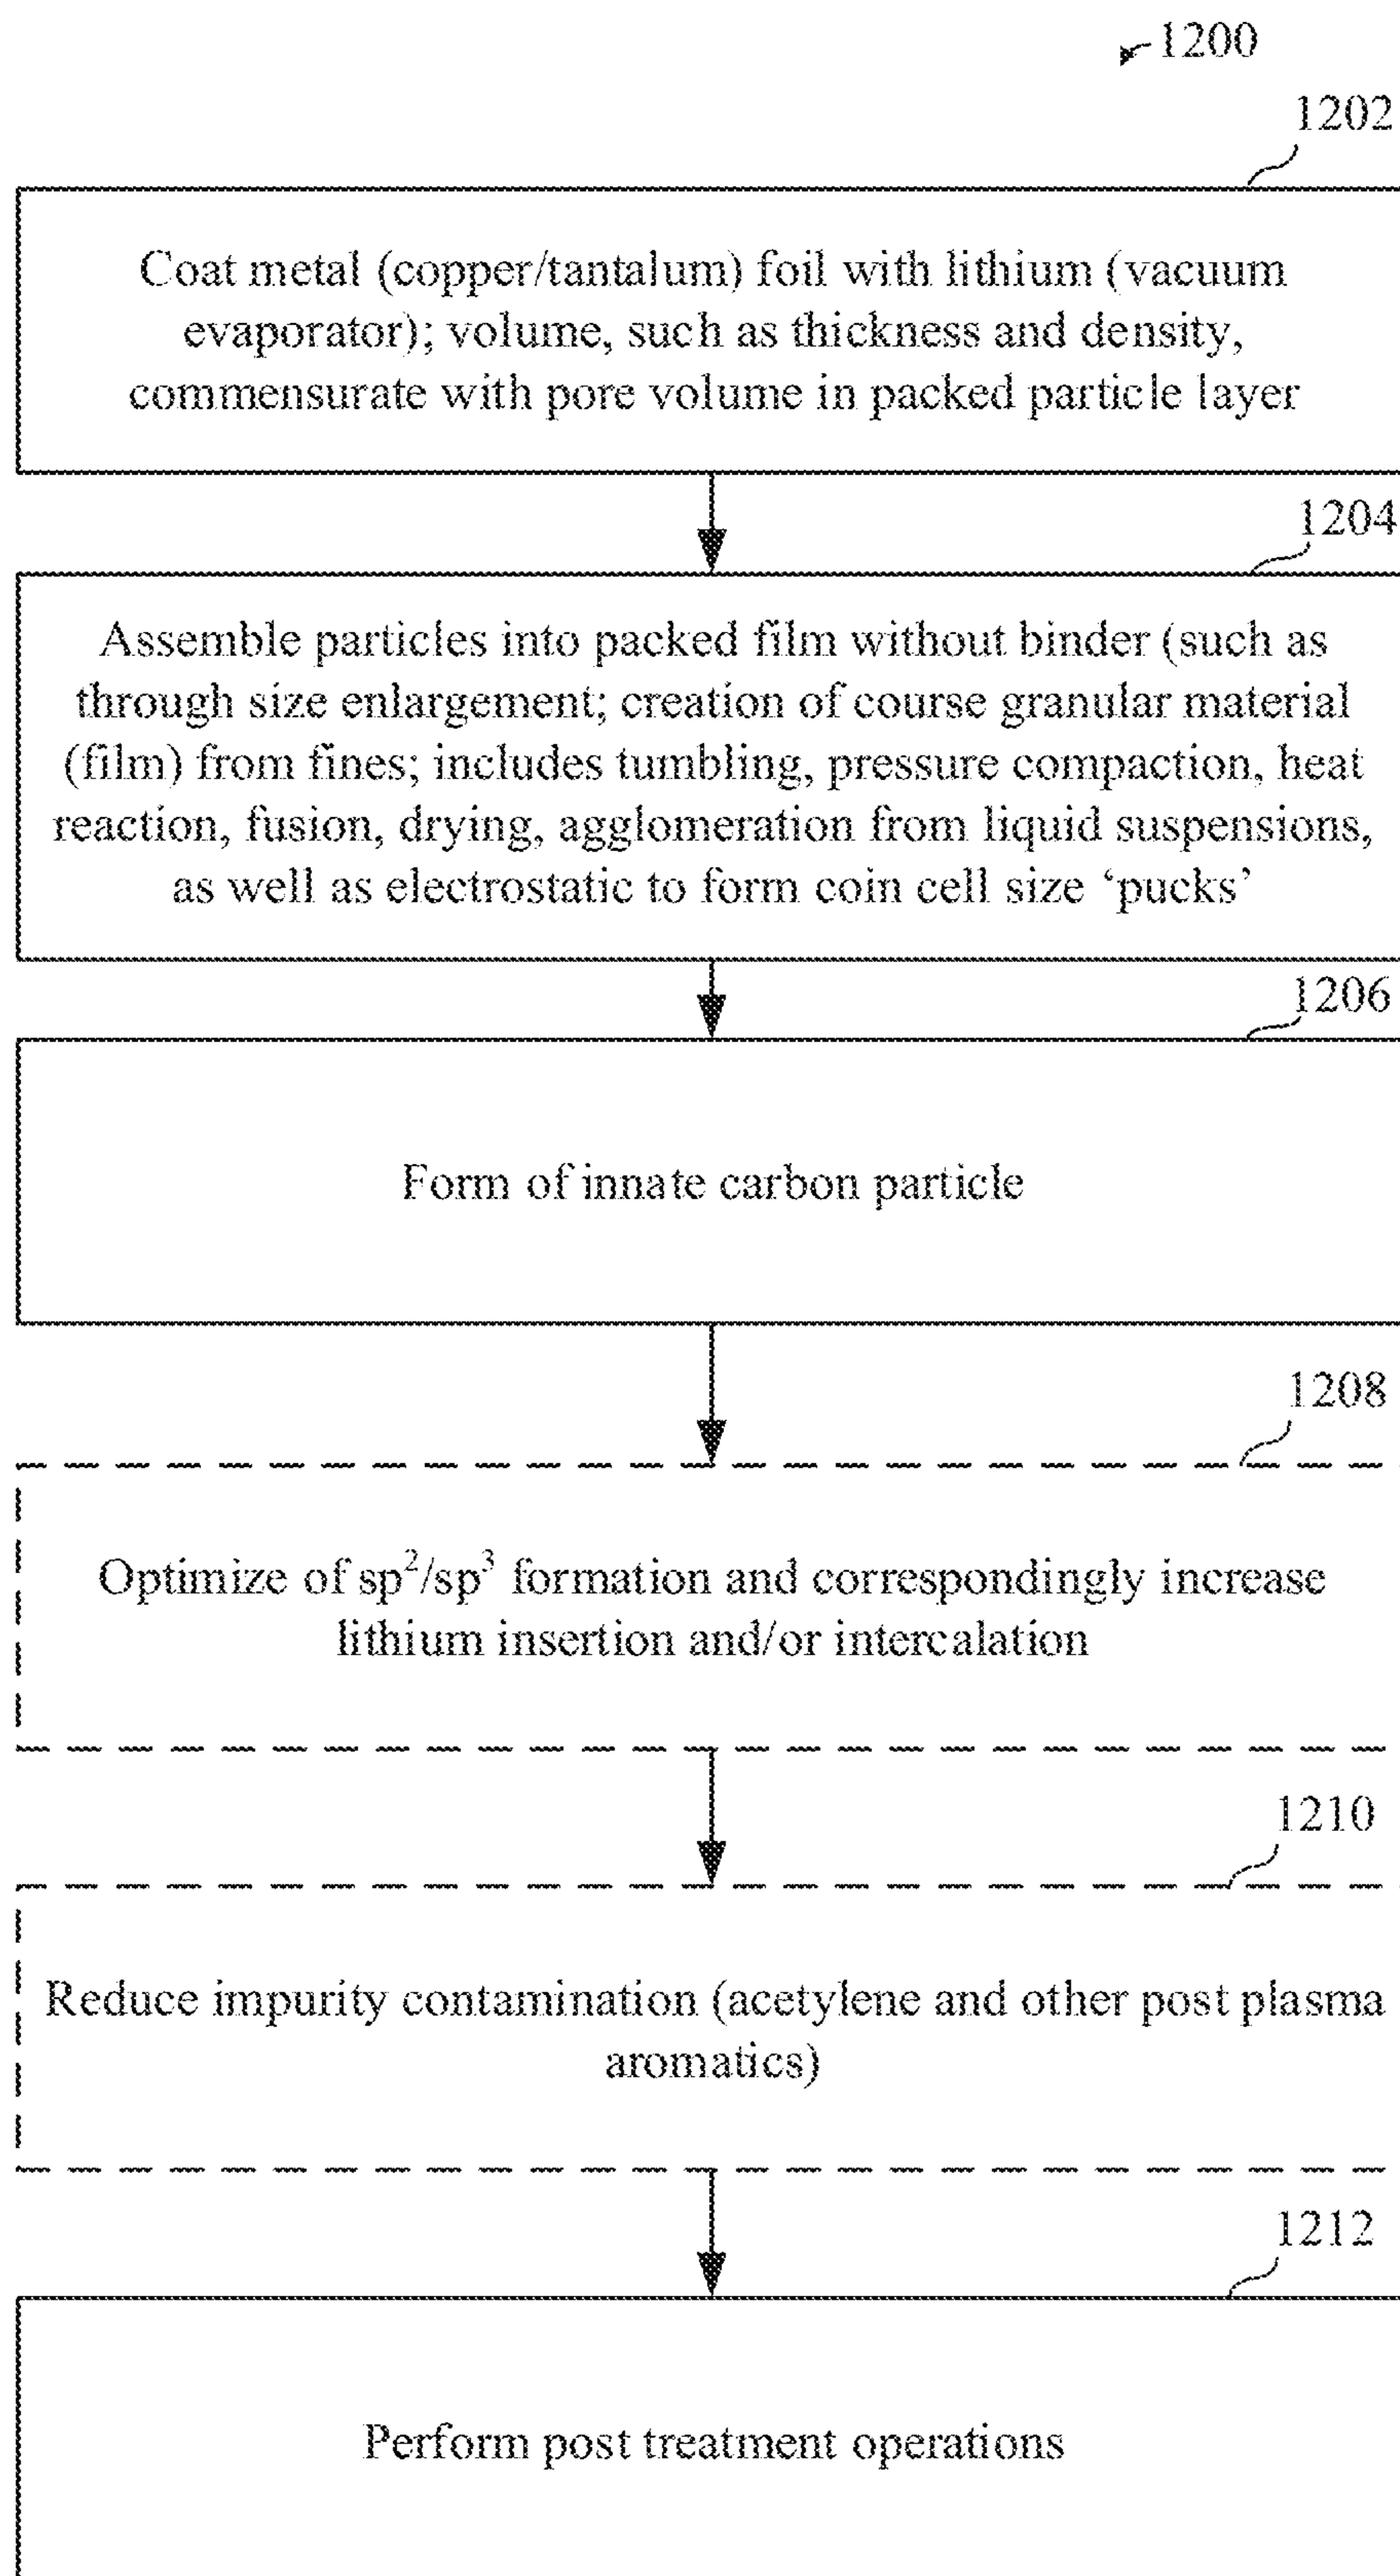 1200
1202
Coat metal (copper/tantalum) foil with lithium (vacuum
evaporator); volume, such as thickness and density,
commensurate with pore volume in packed particle layer
1204
Assemble particles into packed film without binder (such as
through size enlargement; creation of course granular material
(film) from fines; includes tumbling, pressure compaction, heat
reaction, fusion, drying, agglomeration from liquid suspensions,
as well as electrostatic to form coin cell size ‘pucks’
1206
Form of innate carbon particle
1208
Optimize of sp²/sp³ formation and correspondingly increase
lithium insertion and/or intercalation
1210
Reduce impurity contamination (acetylene and other post plasma
aromatics)
1212
Perform post treatment operations